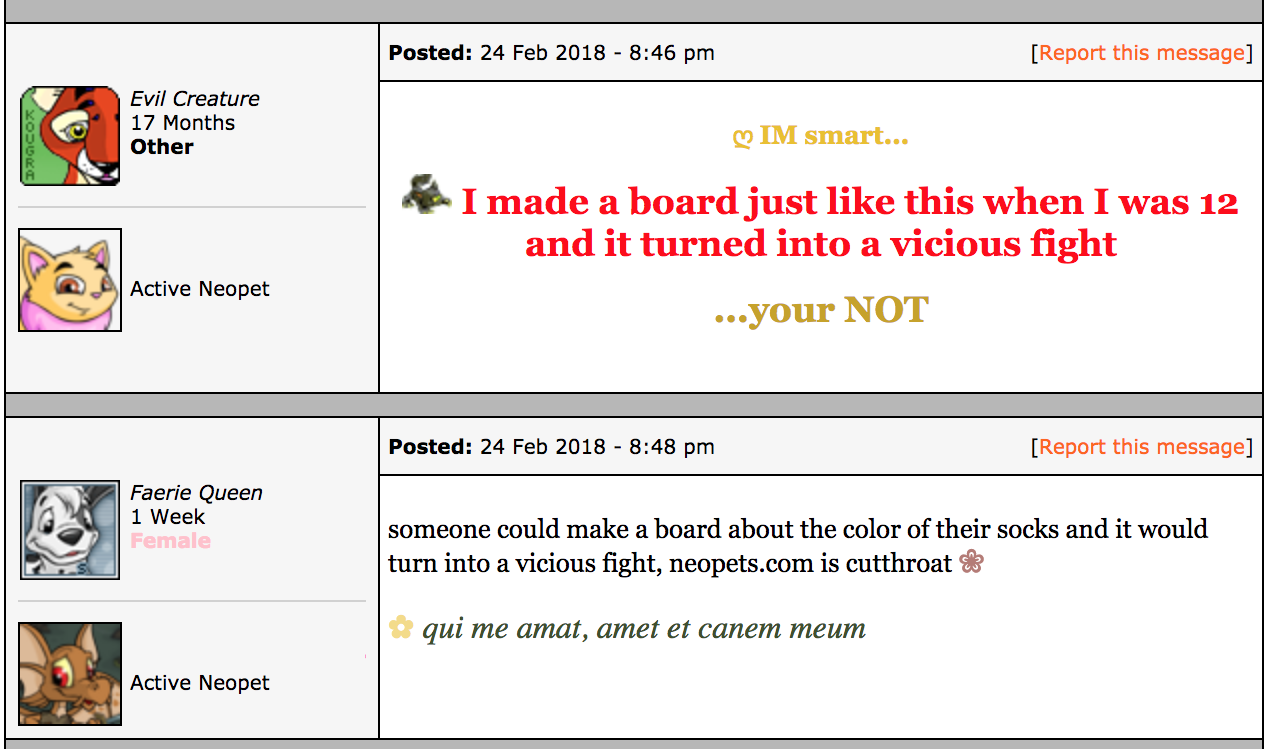 Posted: 24 Feb 2018 - 8:46 pm
[Report this message]
KOUGRA
Evil Creature
17 Months
Other
Active Neopet
ღ IM smart...
I made a board just like this when I was 12
and it turned into a vicious fight
...your NOT
Posted: 24 Feb 2018 - 8:48 pm
[Report this message]
Faerie Queen
1 Week
Female
S
Active Neopet
someone could make a board about the color of their socks and it would
turn into a vicious fight, neopets.com is cutthroat ❀
✿ qui me amat, amet et canem meum